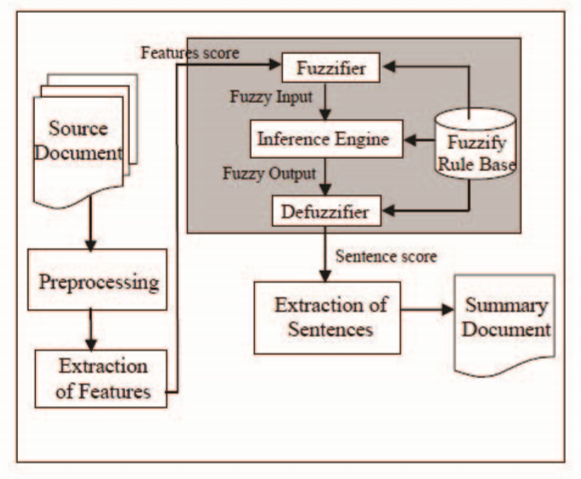 Features score
Fuzzifier
Fuzzy Input
Source
Document
Inference Engine
Fuzzify
Rule Base
Fuzzy Output
Defuzzifier
Sentence score
Preprocessing
Extraction of
Sentences
Summary
Document
Extraction
of Features